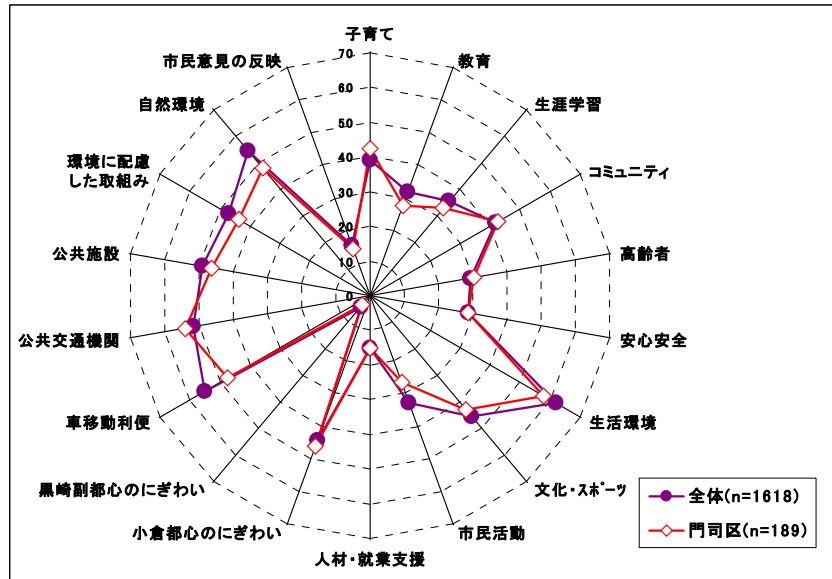 子育て
教育
生涯学習
コミュニティ
高齢者
安心安全
生活環境
文化・スポーツ
市民活動
人材・就業支援
小倉都心のにぎわい
黒崎副都心のにぎわい
車移動利便
公共交通機関
公共施設
環境に配慮
した取組み
自然環境
市民意見の反映
70
60
50
40
30
20
10
0
全体(n=1618)
門司区(n=189)